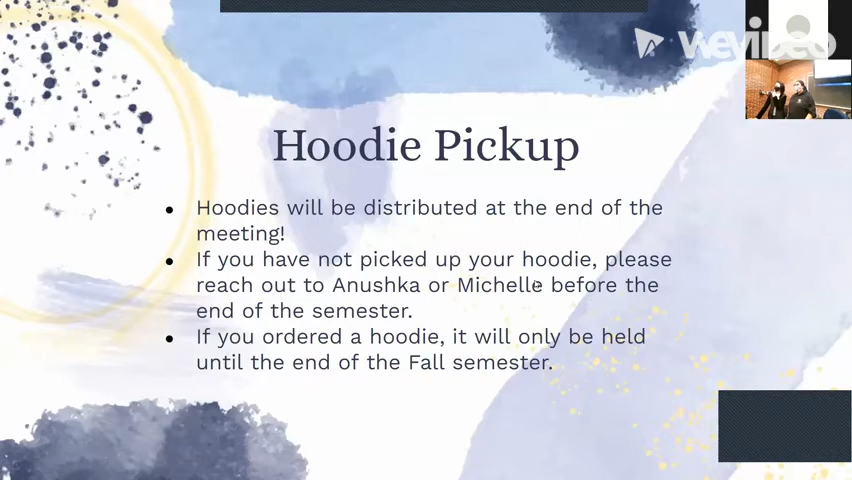 wevideo
Hoodie Pickup
● Hoodies will be distributed at the end of the
meeting!
● If you have not picked up your hoodie, please
reach out to Anushka or Michelle before the
end of the semester.
● If you ordered a hoodie, it will only be held
until the end of the Fall semester.